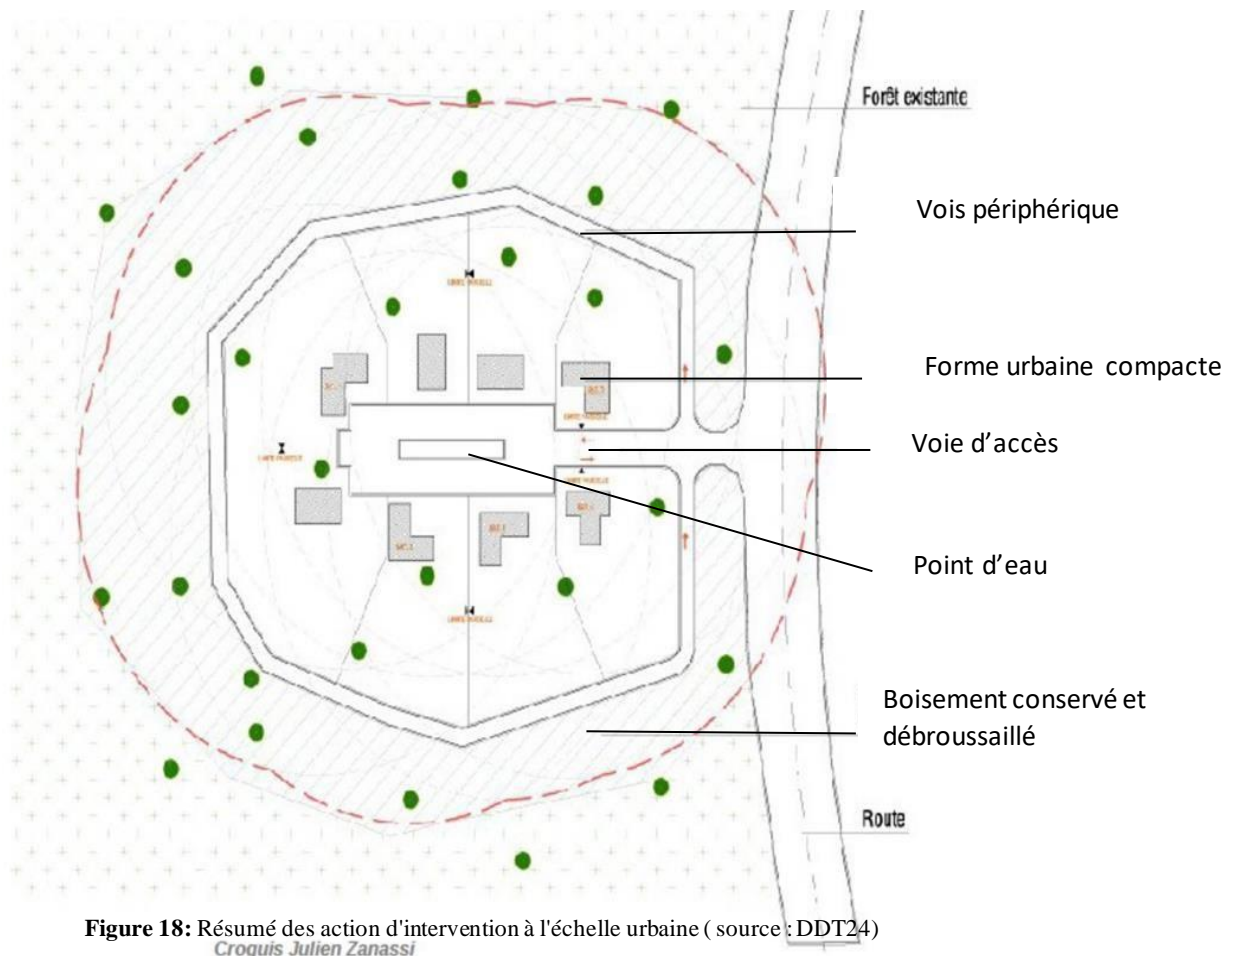 Forêt existante
Vois périphérique
Forme urbaine compacte
Voie d'accès
Point d'eau
Boisement conservé et
débroussaillé
Route
Figure 18: Résumé des action d'intervention à l'échelle urbaine ( source : DDT24)
Croquis Julien Zanassi